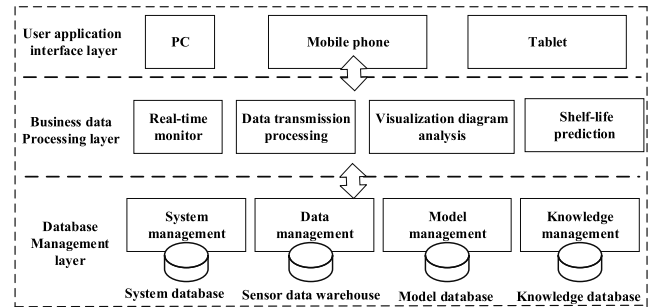 User application
interface layer
PC
Mobile phone
Tablet
Business data
Processing layer
Real-time
monitor
Data transmission
processing
Visualization diagram
analysis
Shelf-life
prediction
Database
Management
layer
System
management
Data
management
Model
management
Knowledge
management
System database
Sensor data warehouse
Model database
Knowledge database